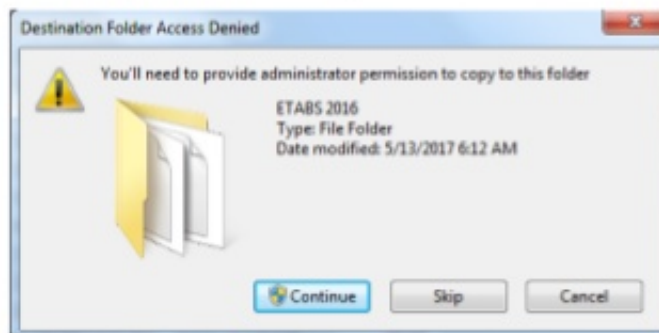 Destination Folder Access Denied
You'll need to provide administrator permission to copy to this folder
ETABS 2016
Type: File Folder
Date modified: 5/13/2017 6:12 AM
Continue
Skip
Cancel